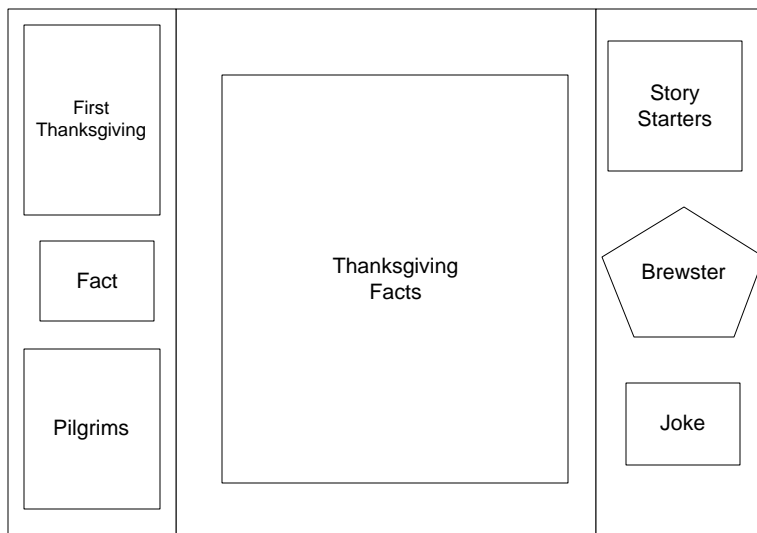 First
Thanksgiving
Fact
Pilgrims
Thanksgiving
Facts
Story
Starters
Brewster
Joke